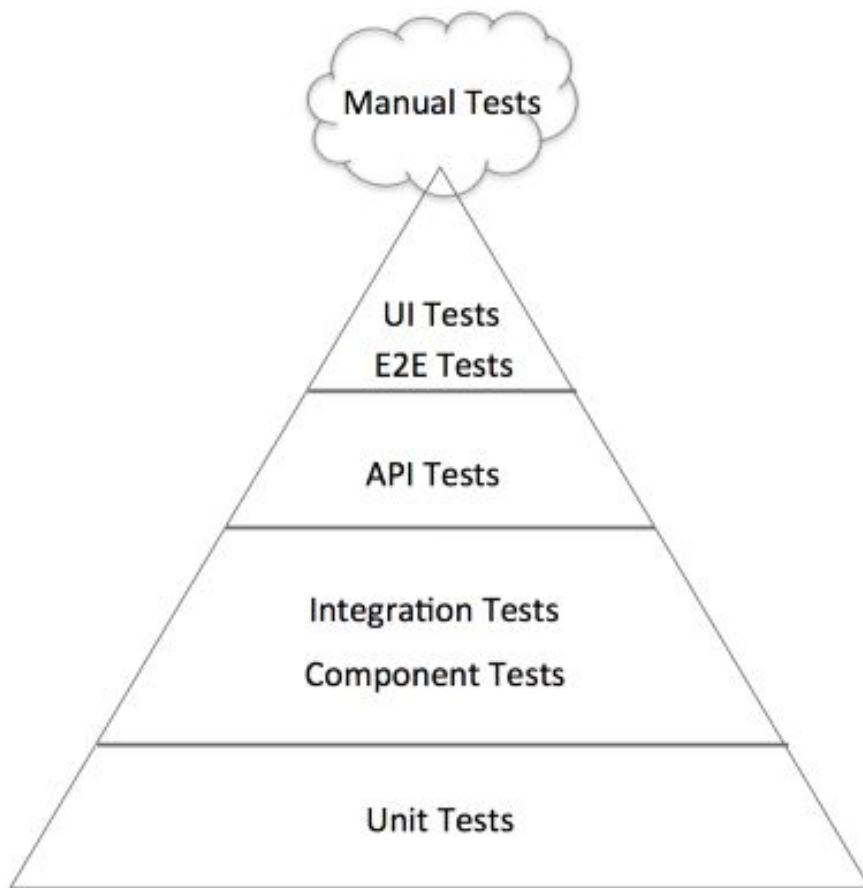 Manual Tests
UI Tests
E2E Tests
API Tests
Integration Tests
Component Tests
Unit Tests